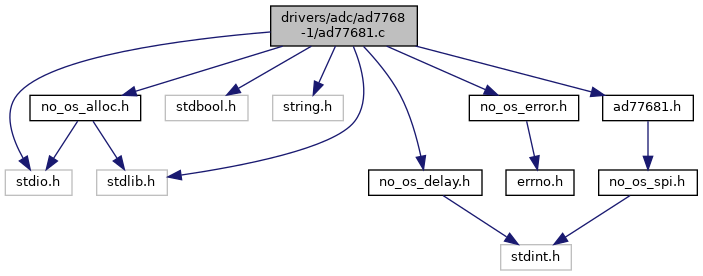 drivers/adc/ad7768
-1/ad77681.c
no_os_alloc.h
stdbool.h
string.h
no_os_error.h
ad77681.h
stdio.h
stdlib.h
no_os_delay.h
errno.h
no_os_spi.h
stdint.h